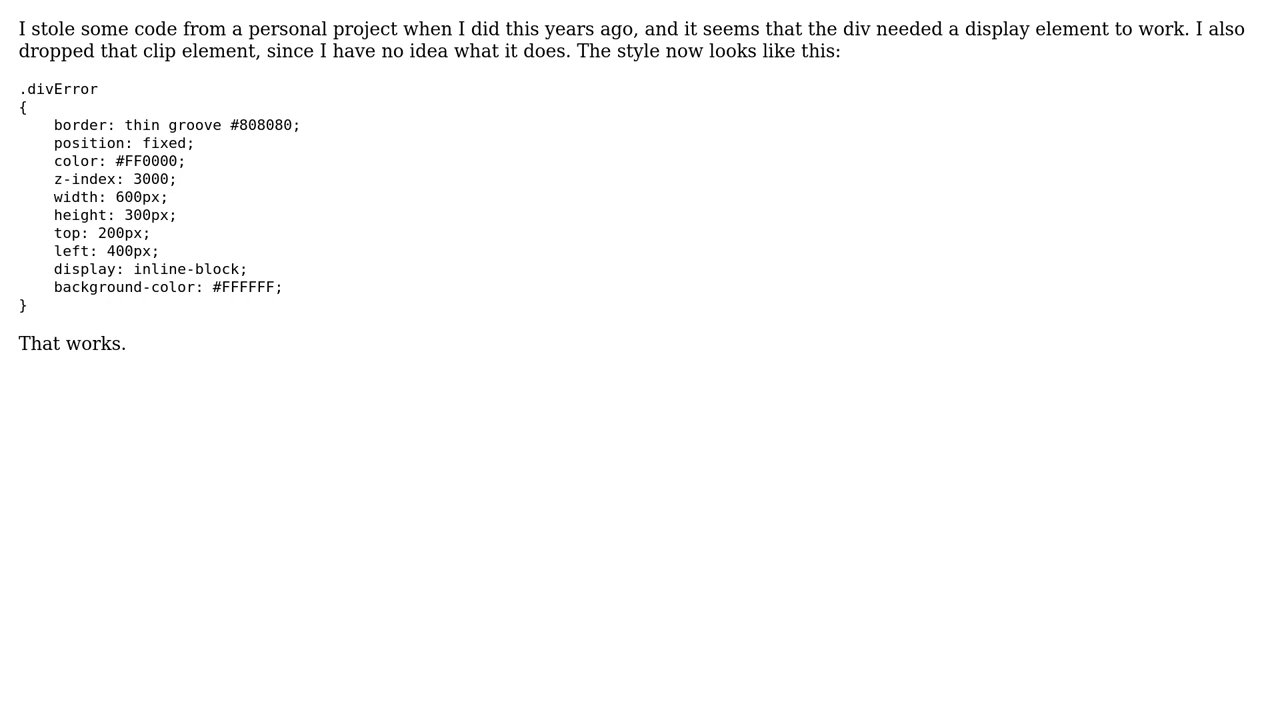 I stole some code from a personal project when I did this years ago, and it seems that the div needed a display element to work. I also
dropped that clip element, since I have no idea what it does. The style now looks like this:
.divError
{
    border: thin groove #808080;
    position: fixed;
    color: #FF0000;
    z-index: 3000;
    width: 600px;
    height: 300px;
    top: 200px;
    left: 400px;
    display: inline-block;
    background-color: #FFFFFF;
}
That works.